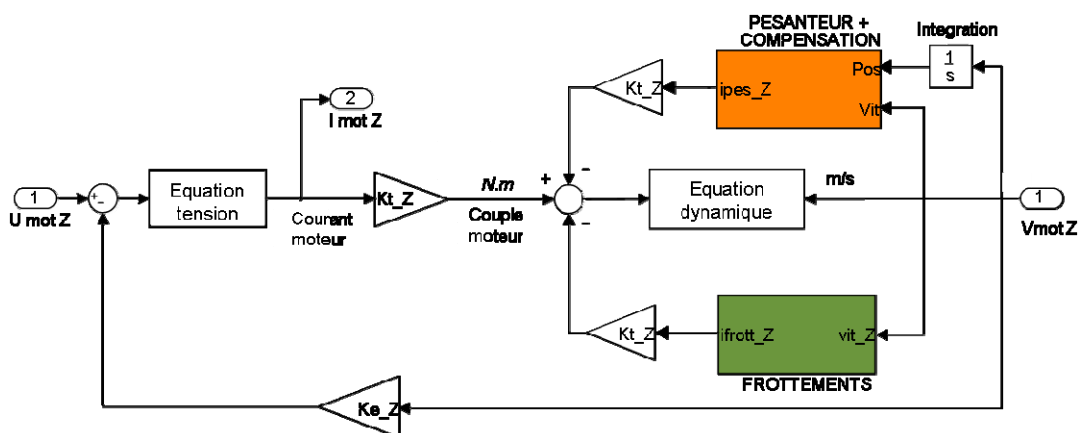 PESANTEUR +
COMPENSATION
Integration
Pos
1
s
Kt_Z
ipes_Z
Vit
2
I mot Z
1
U mot Z
+
-
Equation
tension
Courant
moteur
Kt_Z
N.m
Couple
moteur
+
-
-
Equation
dynamique
m/s
1
Vmot Z
Kt_Z
ifrott_Z
vit_Z
FROTTEMENTS
Ke_Z